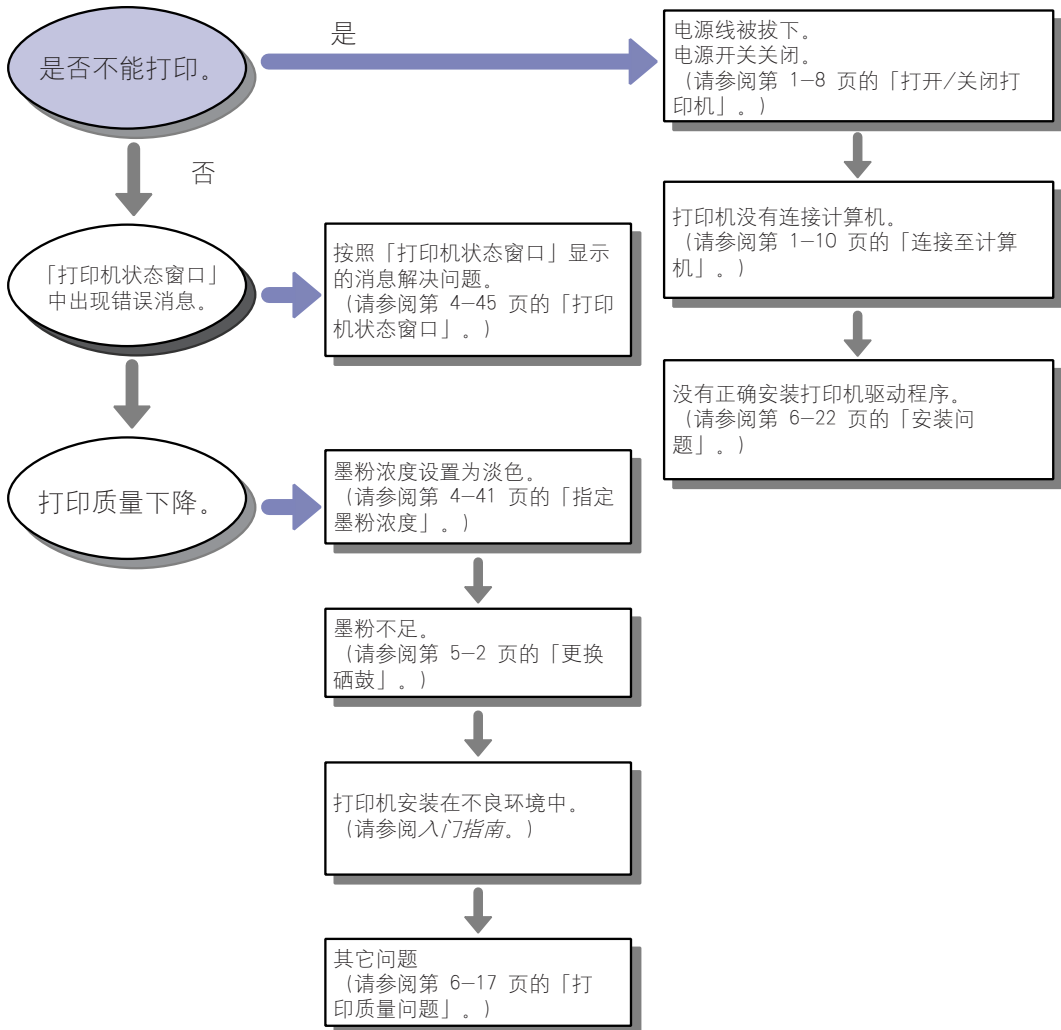 是否不能打印。
是
电源线被拔下。
电源开关关闭。
（请参阅第 1-8 页的「打开/关闭打
印机」。）
否
打印机没有连接计算机。
（请参阅第 1-10 页的「连接至计算
机」。）
「打印机状态窗口」
中出现错误消息。
按照「打印机状态窗口」显示
的消息解决问题。
（请参阅第 4-45 页的「打印
机状态窗口」。）
没有正确安装打印机驱动程序。
（请参阅第 6-22 页的「安装问
题」。）
打印质量下降。
墨粉浓度设置为淡色。
（请参阅第 4-41 页的「指定
墨粉浓度」。）
墨粉不足。
（请参阅第 5-2 页的「更换
硒鼓」。）
打印机安装在不良环境中。
（请参阅入门指南。）
其它问题
（请参阅第 6-17 页的「打
印质量问题」。）